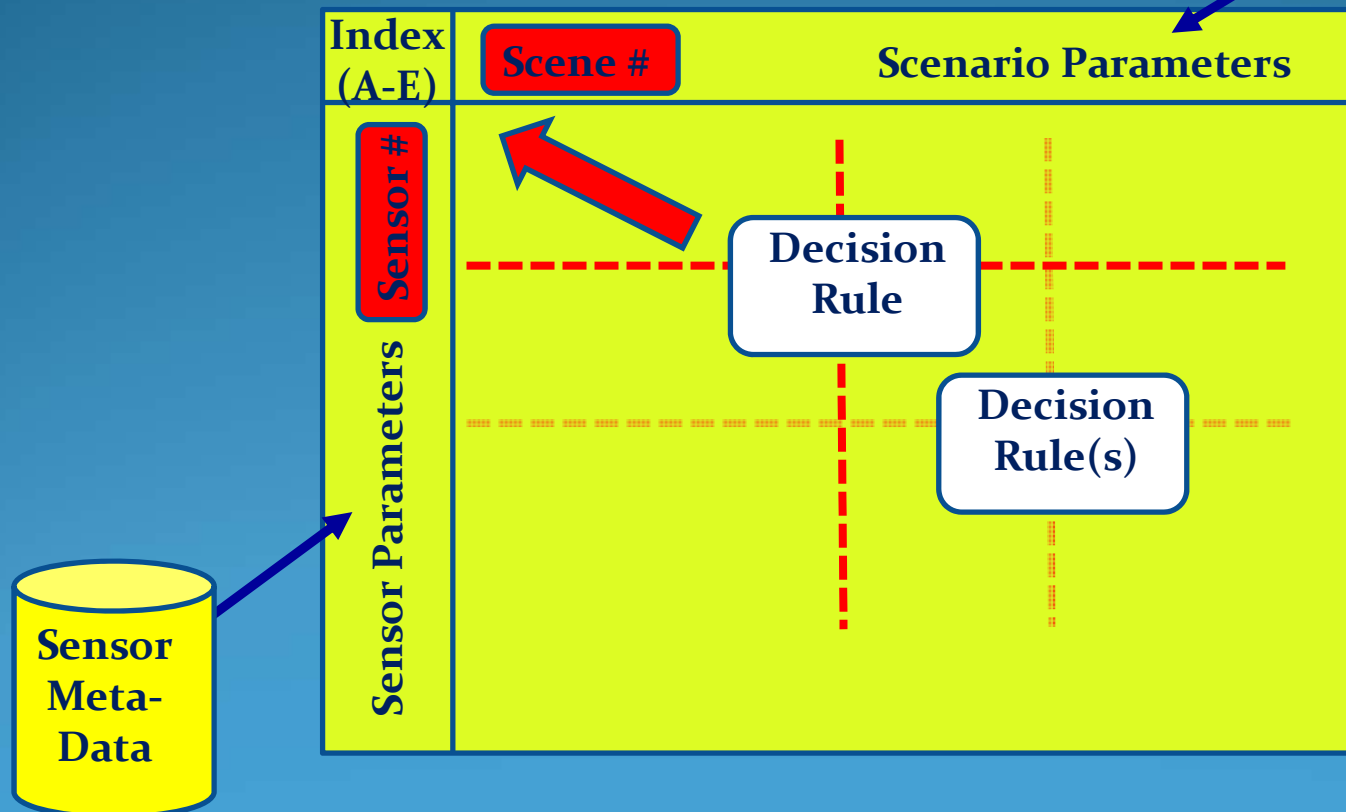 Index
(A-E)
Scene #
Scenario Parameters
Sensor #
Sensor Parameters
Decision
Rule
Decision
Rule(s)
Sensor
Meta-
Data